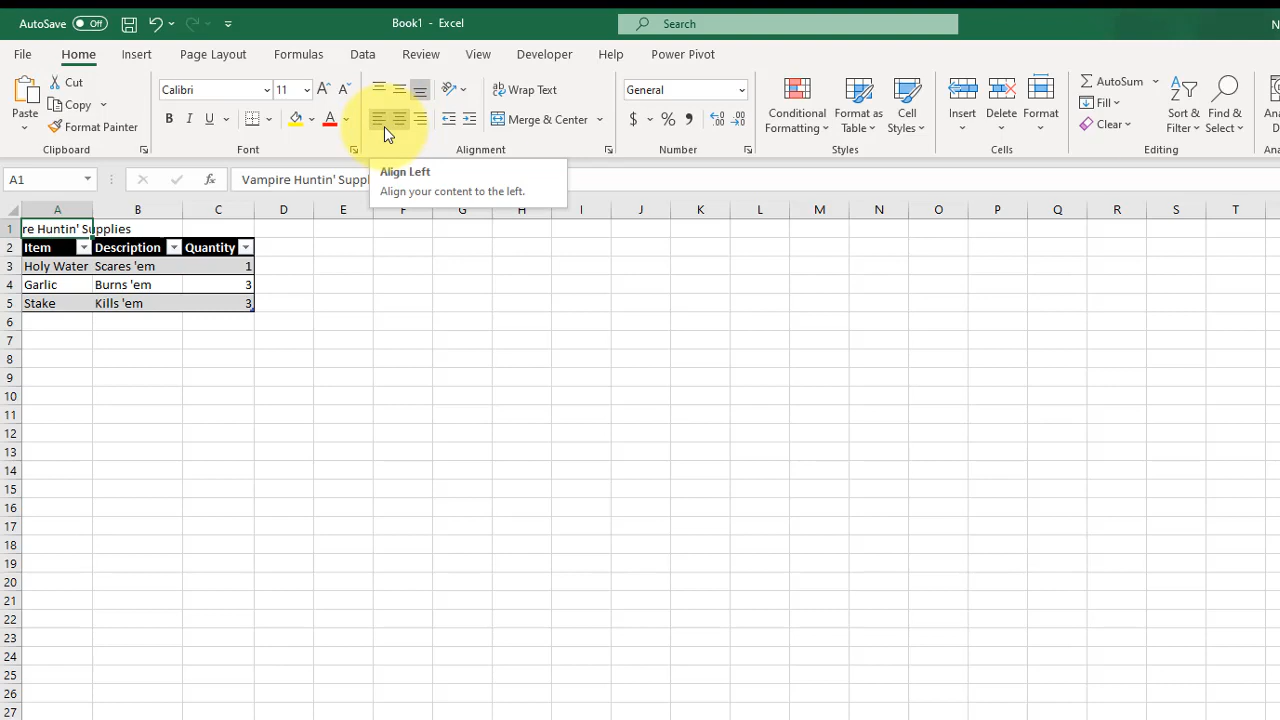 AutoSave Off Book1 - Excel Search N
File Home Insert Page Layout Formulas Data Review View Developer Help Power Pivot
Paste Cut Copy Format Painter
Calibri 11 A A
B I U A
Wrap Text
Merge & Center
General
$ % 9
Conditional Formatting
Format as Table
Cell Styles
Insert Delete Format
AutoSum
Fill
Clear
Sort & Filter
Find & Select
Clipboard Font Alignment Number Styles Cells Editing
A1 fx Vampire Huntin' Suppl
Align Left
Align your content to the left.
A B C D E F G H I J K L M N O P Q R S T
1 re Huntin' Supplies
2 Item Description Quantity
3 Holy Water Scares 'em 1
4 Garlic Burns 'em 3
5 Stake Kills 'em 3
6
7
8
9
10
11
12
13
14
15
16
17
18
19
20
21
22
23
24
25
26
27